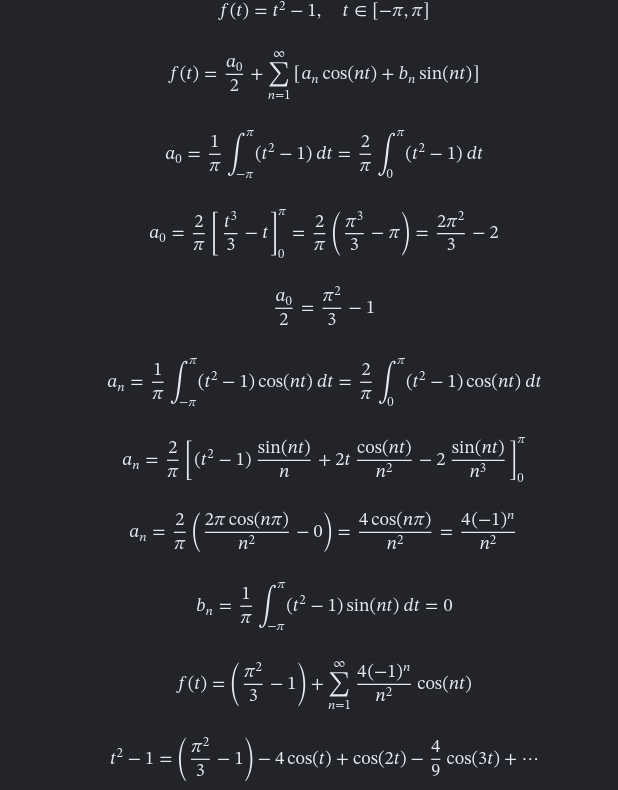 f(t) = t² − 1, t ∈ [−π, π]
f(t) = a₀/2 + ∑_{n=1}^{∞} [aₙ cos(nt) + bₙ sin(nt)]
a₀ = 1/π ∫_{−π}^{π} (t² − 1) dt = 2/π ∫_{0}^{π} (t² − 1) dt
a₀ = 2/π [t³/3 − t]_{0}^{π} = 2/π (π³/3 − π) = 2π²/3 − 2
a₀/2 = π²/3 − 1
aₙ = 1/π ∫_{−π}^{π} (t² − 1) cos(nt) dt = 2/π ∫_{0}^{π} (t² − 1) cos(nt) dt
aₙ = 2/π [(t² − 1) sin(nt)/n + 2t cos(nt)/n² − 2 sin(nt)/n³]_{0}^{π}
aₙ = 2/π (2π cos(nπ)/n² − 0) = 4 cos(nπ)/n² = 4(−1)ⁿ/n²
bₙ = 1/π ∫_{−π}^{π} (t² − 1) sin(nt) dt = 0
f(t) = (π²/3 − 1) + ∑_{n=1}^{∞} 4(−1)ⁿ/n² cos(nt)
t² − 1 = (π²/3 − 1) − 4 cos(t) + cos(2t) − 4/9 cos(3t) + ⋯